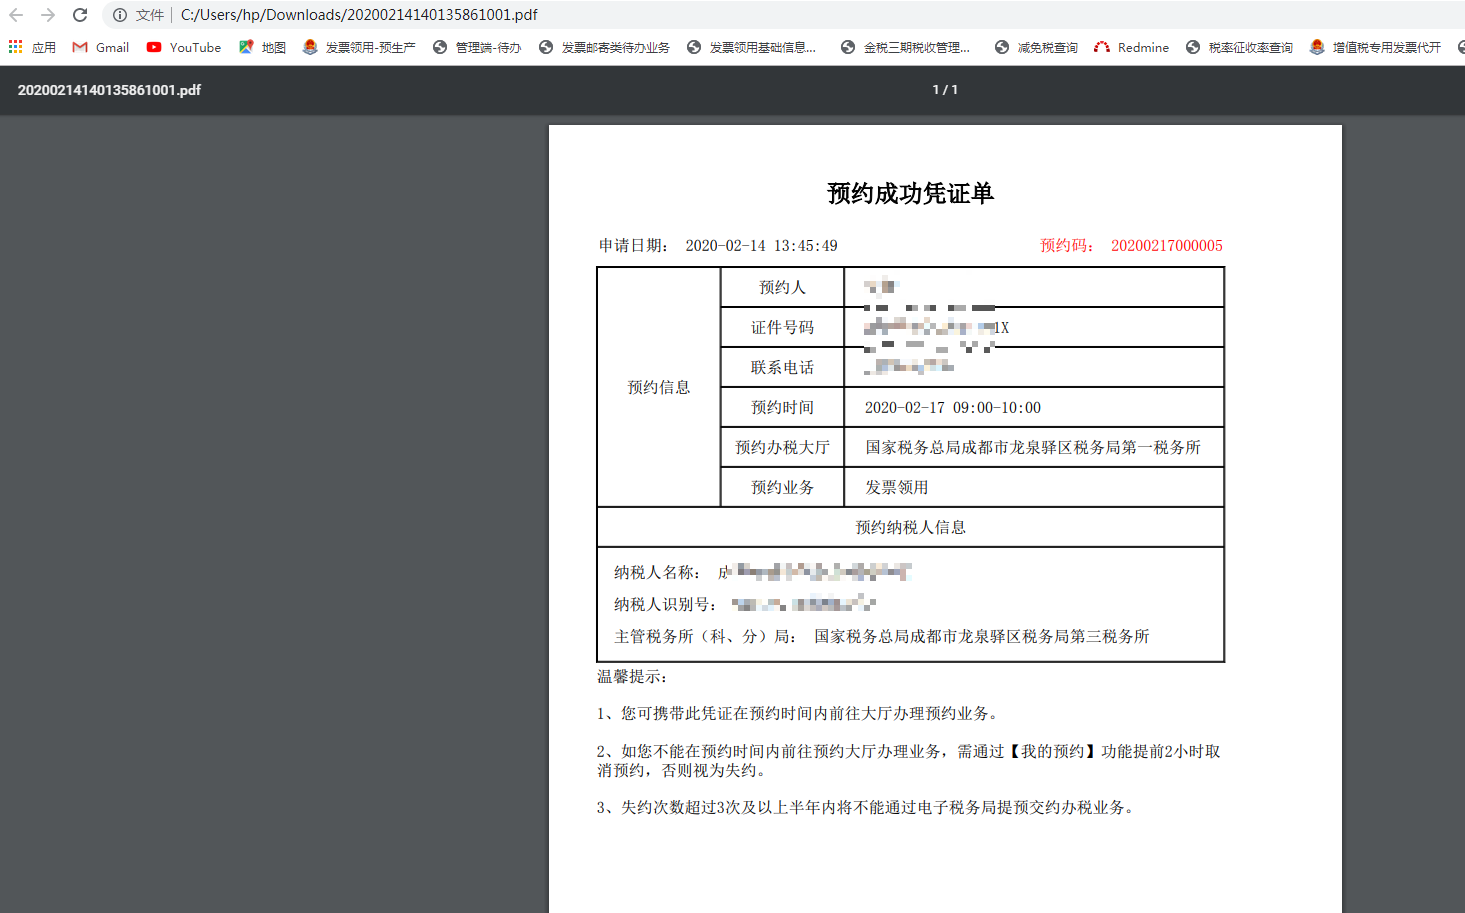 文件 C:/Users/hp/Downloads/20200214140135861001.pdf
应用 Gmail YouTube 地图 发票领用-预生产 管理端-待办 发票邮寄类待办业务 发票领用基础信息... 金税三期税收管理... 减免税查询 Redmine 税率征收率查询 增值税专用发票代开
20200214140135861001.pdf 1 / 1
预约成功凭证单
申请日期： 2020-02-14 13:45:49 预约码： 20200217000005
预约信息
预约人
证件号码 1X
联系电话
预约时间 2020-02-17 09:00-10:00
预约办税大厅 国家税务总局成都市龙泉驿区税务局第一税务所
预约业务 发票领用
预约纳税人信息
纳税人名称： 成
纳税人识别号：
主管税务所（科、分）局： 国家税务总局成都市龙泉驿区税务局第三税务所
温馨提示：
1、您可携带此凭证在预约时间内前往大厅办理预约业务。
2、如您不能在预约时间内前往预约大厅办理业务，需通过【我的预约】功能提前2小时取
消预约，否则视为失约。
3、失约次数超过3次及以上半年内将不能通过电子税务局提预交约办税业务。